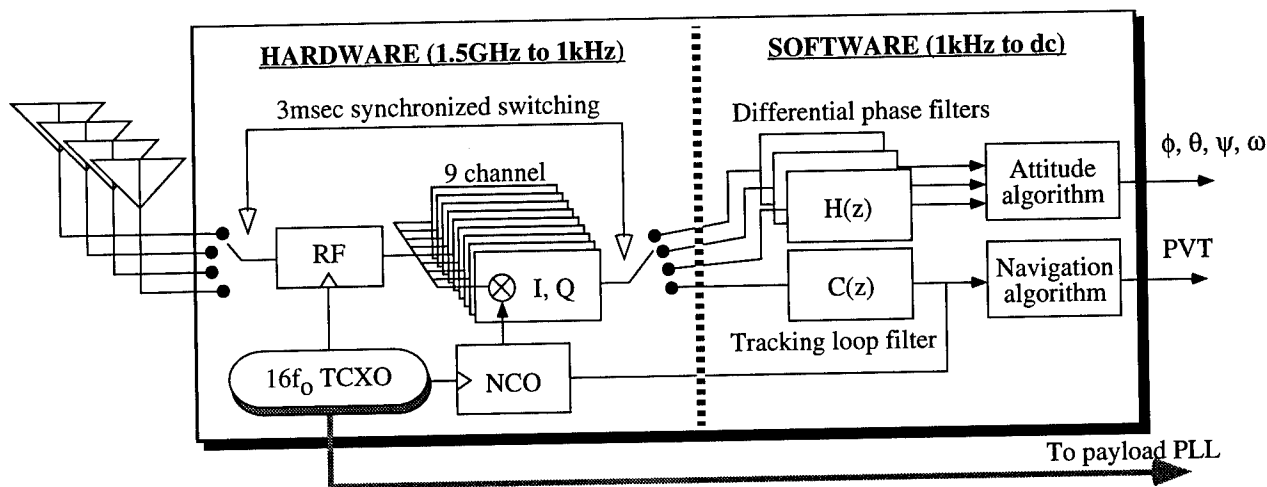 HARDWARE (1.5GHz to 1kHz)
SOFTWARE (1kHz to dc)
3msec synchronized switching
Differential phase filters
9 channel
RF
I, Q
H(z)
Attitude
algorithm
ϕ, θ, ψ, ω
C(z)
Navigation
algorithm
PVT
Tracking loop filter
16fo TCXO
NCO
To payload PLL